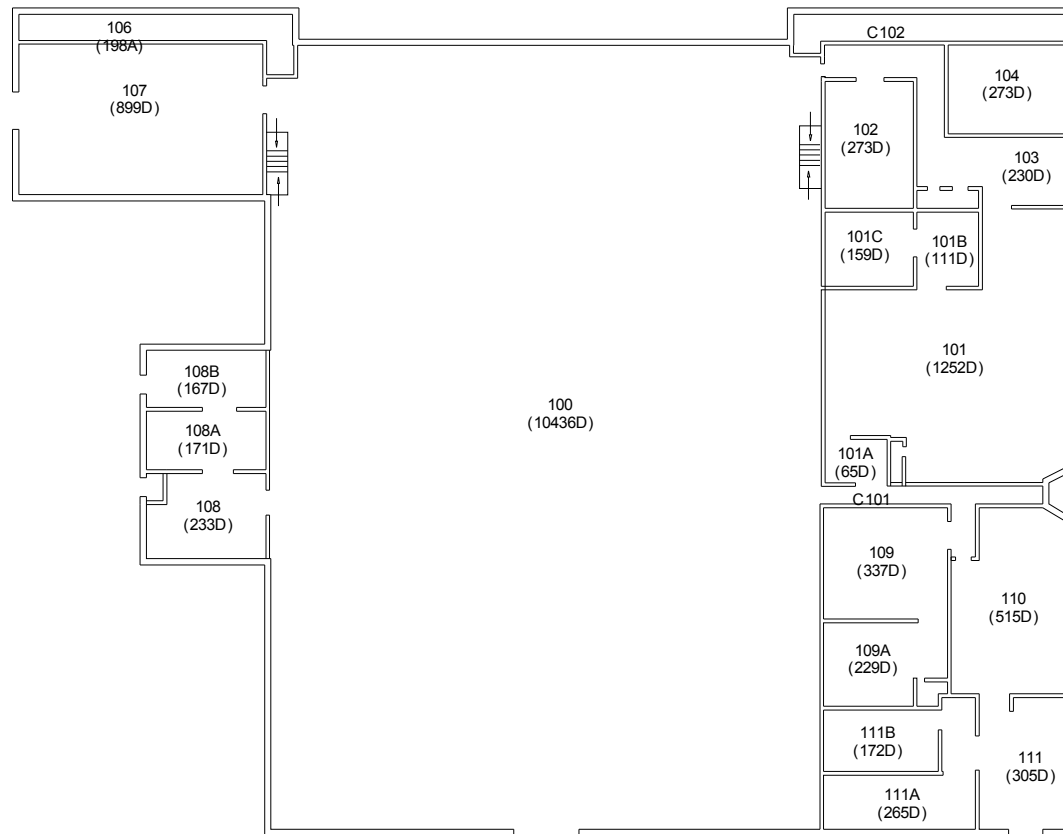 106
(198A)
C102
107
(899D)
104
(273D)
102
(273D)
103
(230D)
101C
(159D)
101B
(111D)
108B
(167D)
101
(1252D)
100
(10436D)
108A
(171D)
101A
(65D)
C101
108
(233D)
109
(337D)
110
(515D)
109A
(229D)
111B
(172D)
111
(305D)
111A
(265D)